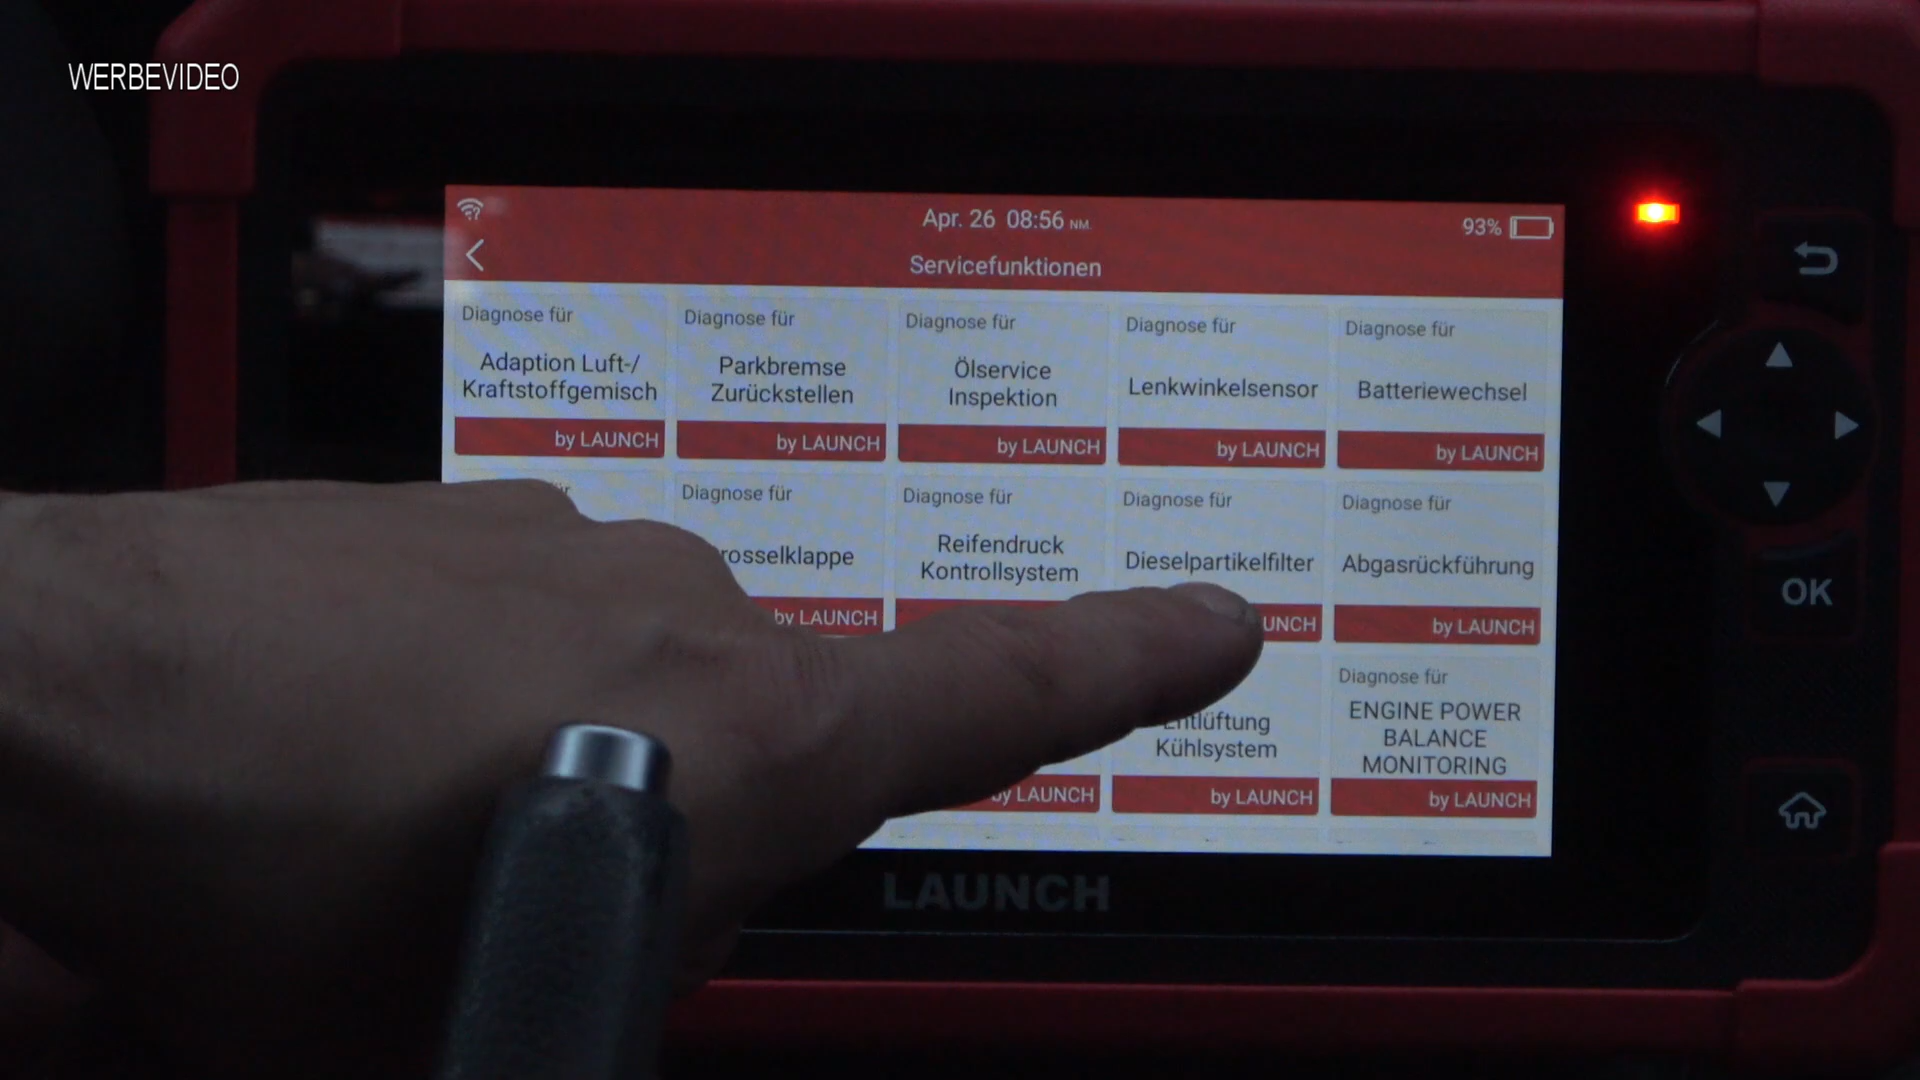 WERBEVIDEO
Apr. 26 08:56 NM
93%
Servicefunktionen
Diagnose für
Adaption Luft-/
Kraftstoffgemisch
by LAUNCH
Diagnose für
Parkbremse
Zurückstellen
by LAUNCH
Diagnose für
Ölservice
Inspektion
by LAUNCH
Diagnose für
Lenkwinkelsensor
by LAUNCH
Diagnose für
Batteriewechsel
by LAUNCH
Diagnose für
rosselklappe
by LAUNCH
Diagnose für
Reifendruck
Kontrollsystem
Diagnose für
Dieselpartikelfilter
UNCH
Diagnose für
Abgasrückführung
by LAUNCH
by LAUNCH
Entlüftung
Kühlsystem
by LAUNCH
Diagnose für
ENGINE POWER
BALANCE
MONITORING
by LAUNCH
OK
LAUNCH